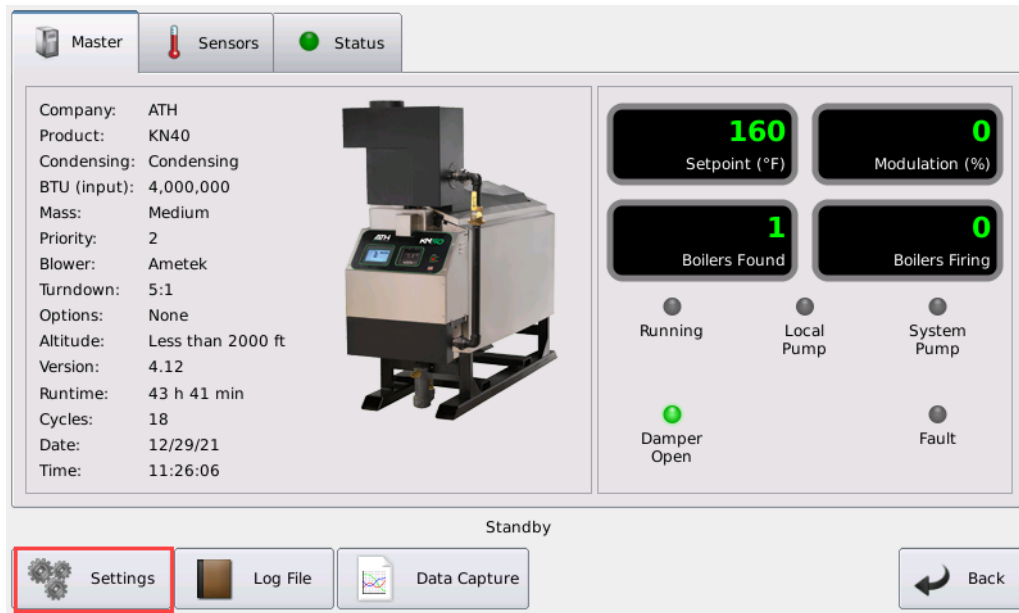 Master
Sensors
Status
Company: ATH
Product: KN40
Condensing: Condensing
BTU (input): 4,000,000
Mass: Medium
Priority: 2
Blower: Ametek
Turndown: 5:1
Options: None
Altitude: Less than 2000 ft
Version: 4.12
Runtime: 43 h 41 min
Cycles: 18
Date: 12/29/21
Time: 11:26:06
ATH KN40
160
Setpoint (°F)
0
Modulation (%)
1
Boilers Found
0
Boilers Firing
Running
Local
Pump
System
Pump
Damper
Open
Fault
Standby
Settings
Log File
Data Capture
Back